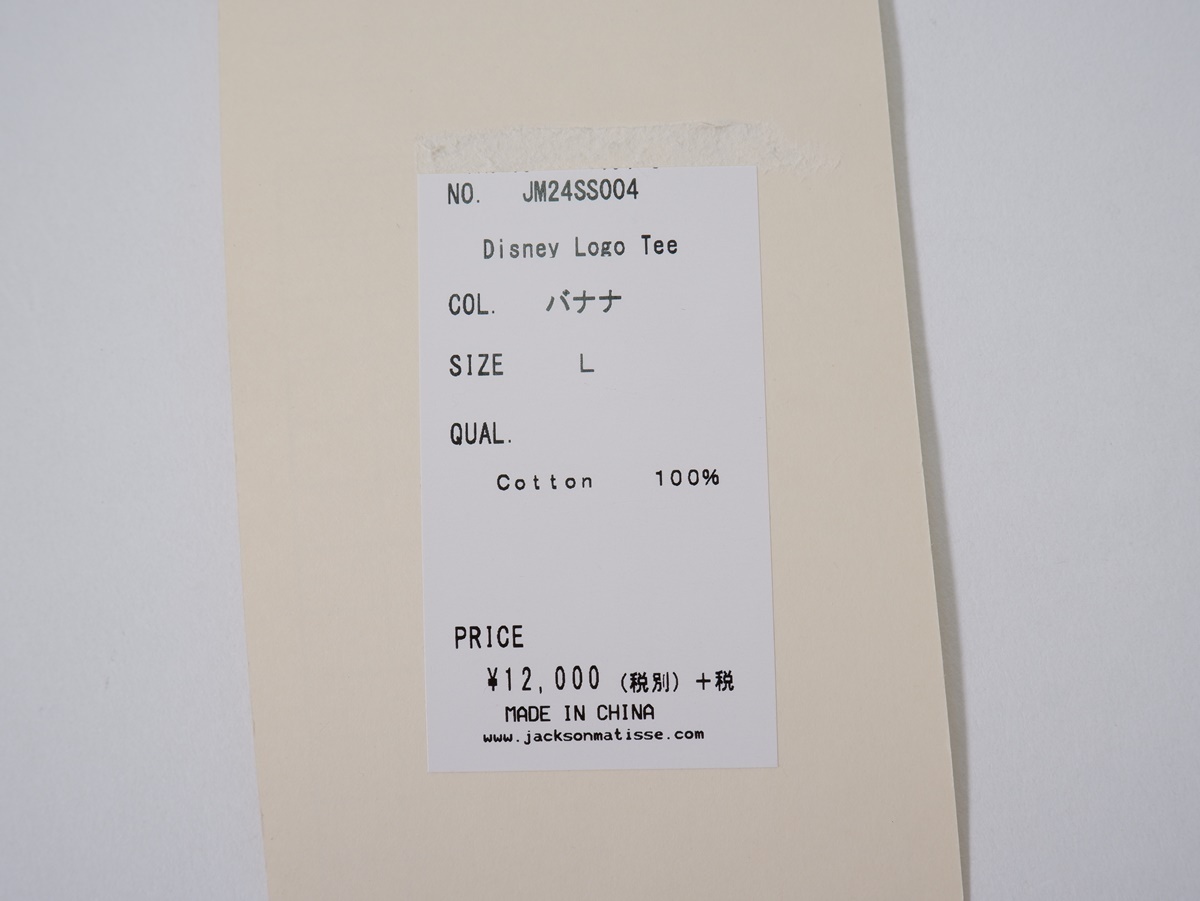 NO. JM24SS004
Disney Logo Tee
COL. バナナ
SIZE L
QUAL.
Cotton 100%
PRICE
¥12,000 (税別) +税
MADE IN CHINA
www.jacksonmatisse.com